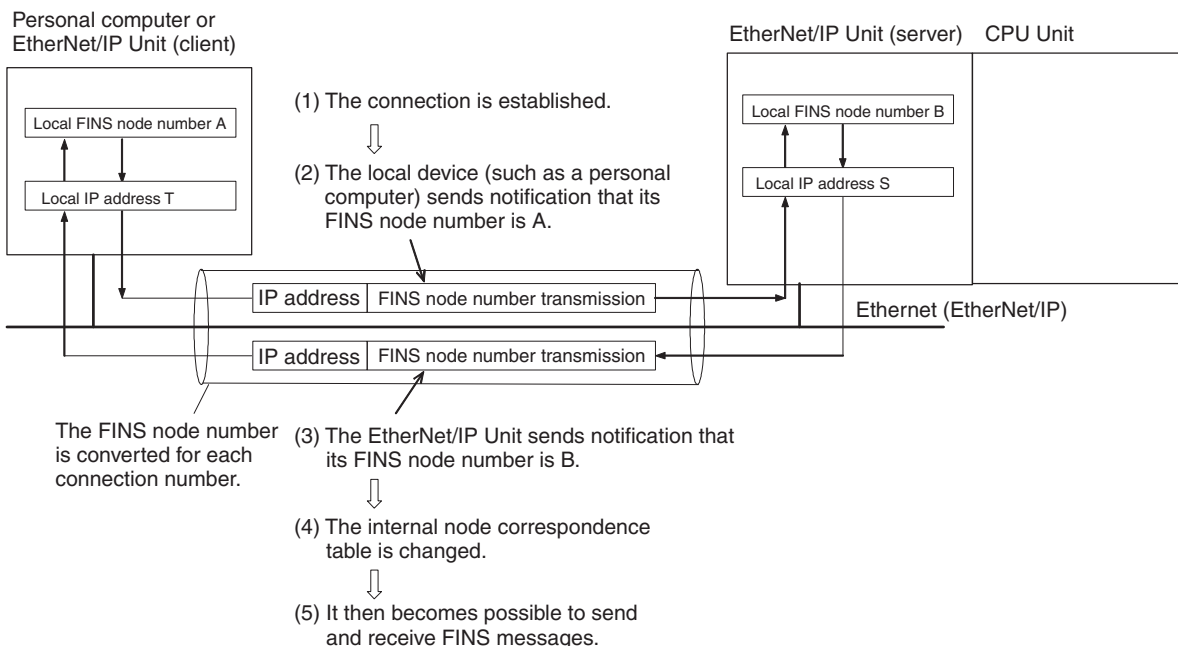 Personal computer or
EtherNet/IP Unit (client)
EtherNet/IP Unit (server)
CPU Unit
Local FINS node number A
Local IP address T
(1) The connection is established.
(2) The local device (such as a personal
computer) sends notification that its
FINS node number is A.
Local FINS node number B
Local IP address S
IP address
FINS node number transmission
Ethernet (EtherNet/IP)
IP address
FINS node number transmission
The FINS node number
is converted for each
connection number.
(3) The EtherNet/IP Unit sends notification that
its FINS node number is B.
(4) The internal node correspondence
table is changed.
(5) It then becomes possible to send
and receive FINS messages.